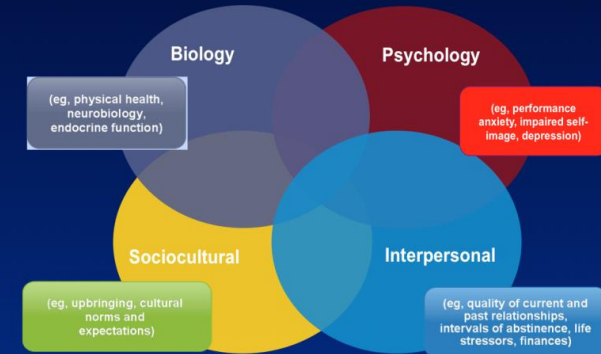 Biology
Psychology
(eg, physical health,
neurobiology,
endocrine function)
(eg, performance
anxiety, impaired self-
image, depression)
Sociocultural
Interpersonal
(eg, upbringing, cultural
norms and
expectations)
(eg, quality of current and
past relationships,
intervals of abstinence, life
stressors, finances)